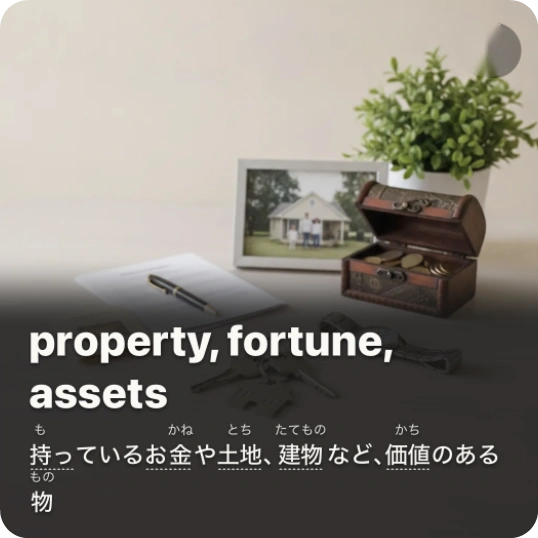 property, fortune,
assets
も かね とち たてもの かち
持っているお金や土地、建物など、価値のある
もの
物